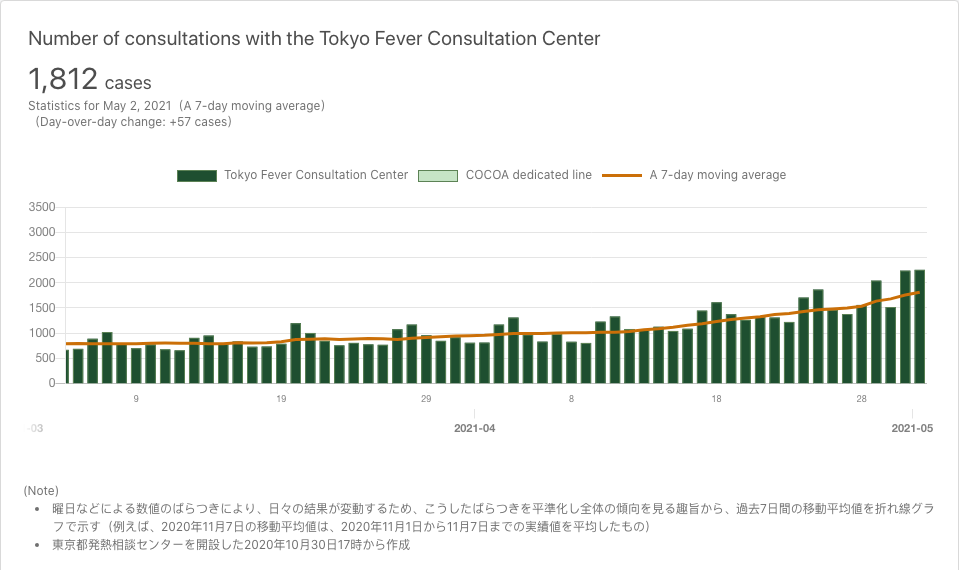 Number of consultations with the Tokyo Fever Consultation Center
1,812 cases
Statistics for May 2, 2021 (A 7-day moving average)
(Day-over-day change: +57 cases)
Tokyo Fever Consultation Center COCOA dedicated line A 7-day moving average
3500
3000
2500
2000
1500
1000
500
0
9 19 29 8 18 28
-03 2021-04 2021-05
(Note)
• 曜日などによる数値のばらつきにより、日々の結果が変動するため、こうしたばらつきを平準化し全体の傾向を見る趣旨から、過去7日間の移動平均値を折れ線グラ
フで示す（例えば、2020年11月7日の移動平均値は、2020年11月1日から11月7日までの実績値を平均したもの）
• 東京都発熱相談センターを開設した2020年10月30日17時から作成